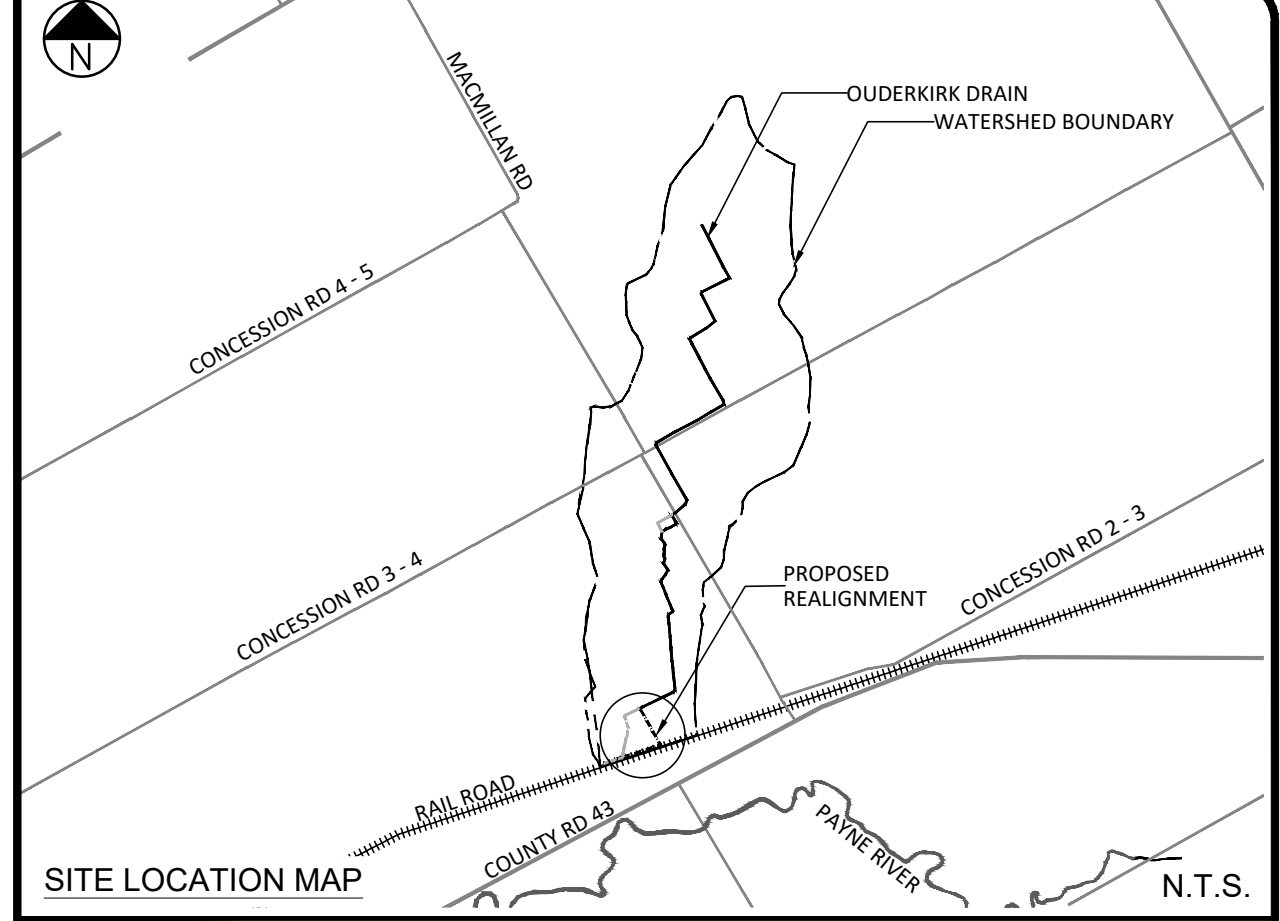 N
MACMILLAN RD
OUDERKIRK DRAIN
WATERSHED BOUNDARY
CONCESSION RD 4 - 5
CONCESSION RD 3 - 4
PROPOSED
REALIGNMENT
CONCESSION RD 2 - 3
RAIL ROAD
COUNTY RD 43
PAYNE RIVER
SITE LOCATION MAP
N.T.S.